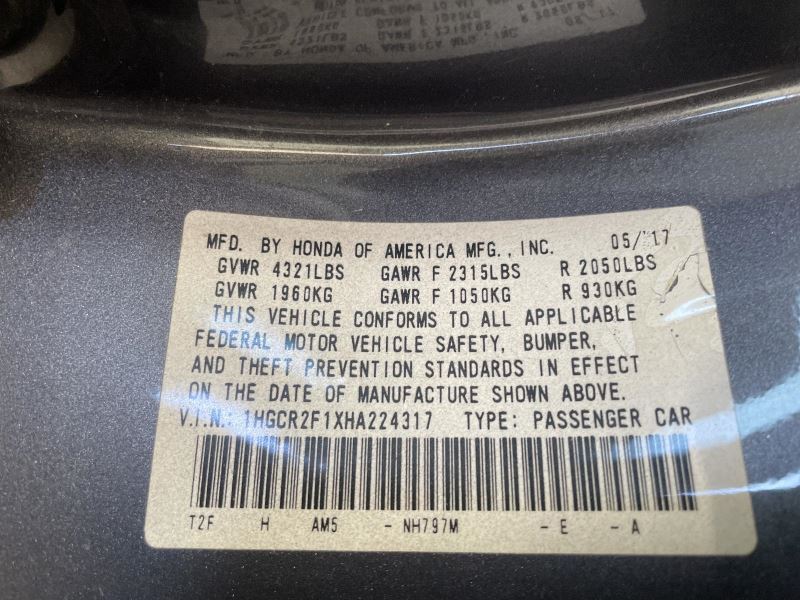 MFD. BY HONDA OF AMERICA MFG., INC. 05/17
GVWR 4321LBS GAWR F 2315LBS R 2050LBS
GVWR 1960KG GAWR F 1050KG R 930KG
THIS VEHICLE CONFORMS TO ALL APPLICABLE
FEDERAL MOTOR VEHICLE SAFETY, BUMPER,
AND THEFT PREVENTION STANDARDS IN EFFECT
ON THE DATE OF MANUFACTURE SHOWN ABOVE.
V.I.N.: 1HGCR2F1XHA224317 TYPE: PASSENGER CAR
T2F H AM5 - NH797M - E - A